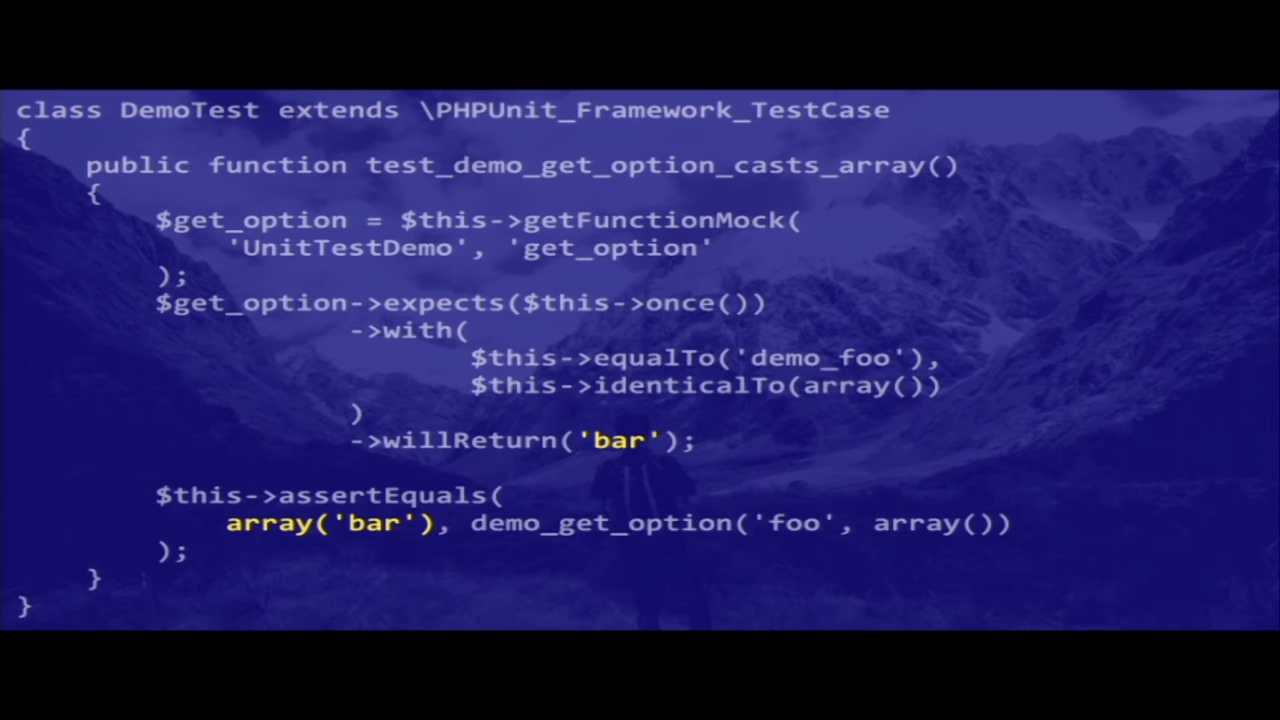 class DemoTest extends \PHPUnit_Framework_TestCase
{
    public function test_demo_get_option_casts_array()
    {
        $get_option = $this->getFunctionMock(
            'UnitTestDemo', 'get_option'
        );
        $get_option->expects($this->once())
                   ->with(
                          $this->equalTo('demo_foo'),
                          $this->identicalTo(array())
                   )
                   ->willReturn('bar');

        $this->assertEquals(
            array('bar'), demo_get_option('foo', array())
        );
    }
}